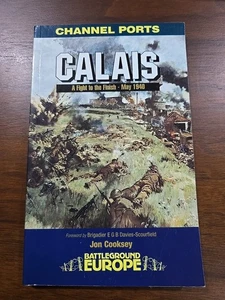 CHANNEL PORTS
CALAIS
A Fight to the Finish - May 1940
Foreword by Brigadier E G B Davies-Scourfield
Jon Cooksey
BATTLEGROUND
EUROPE